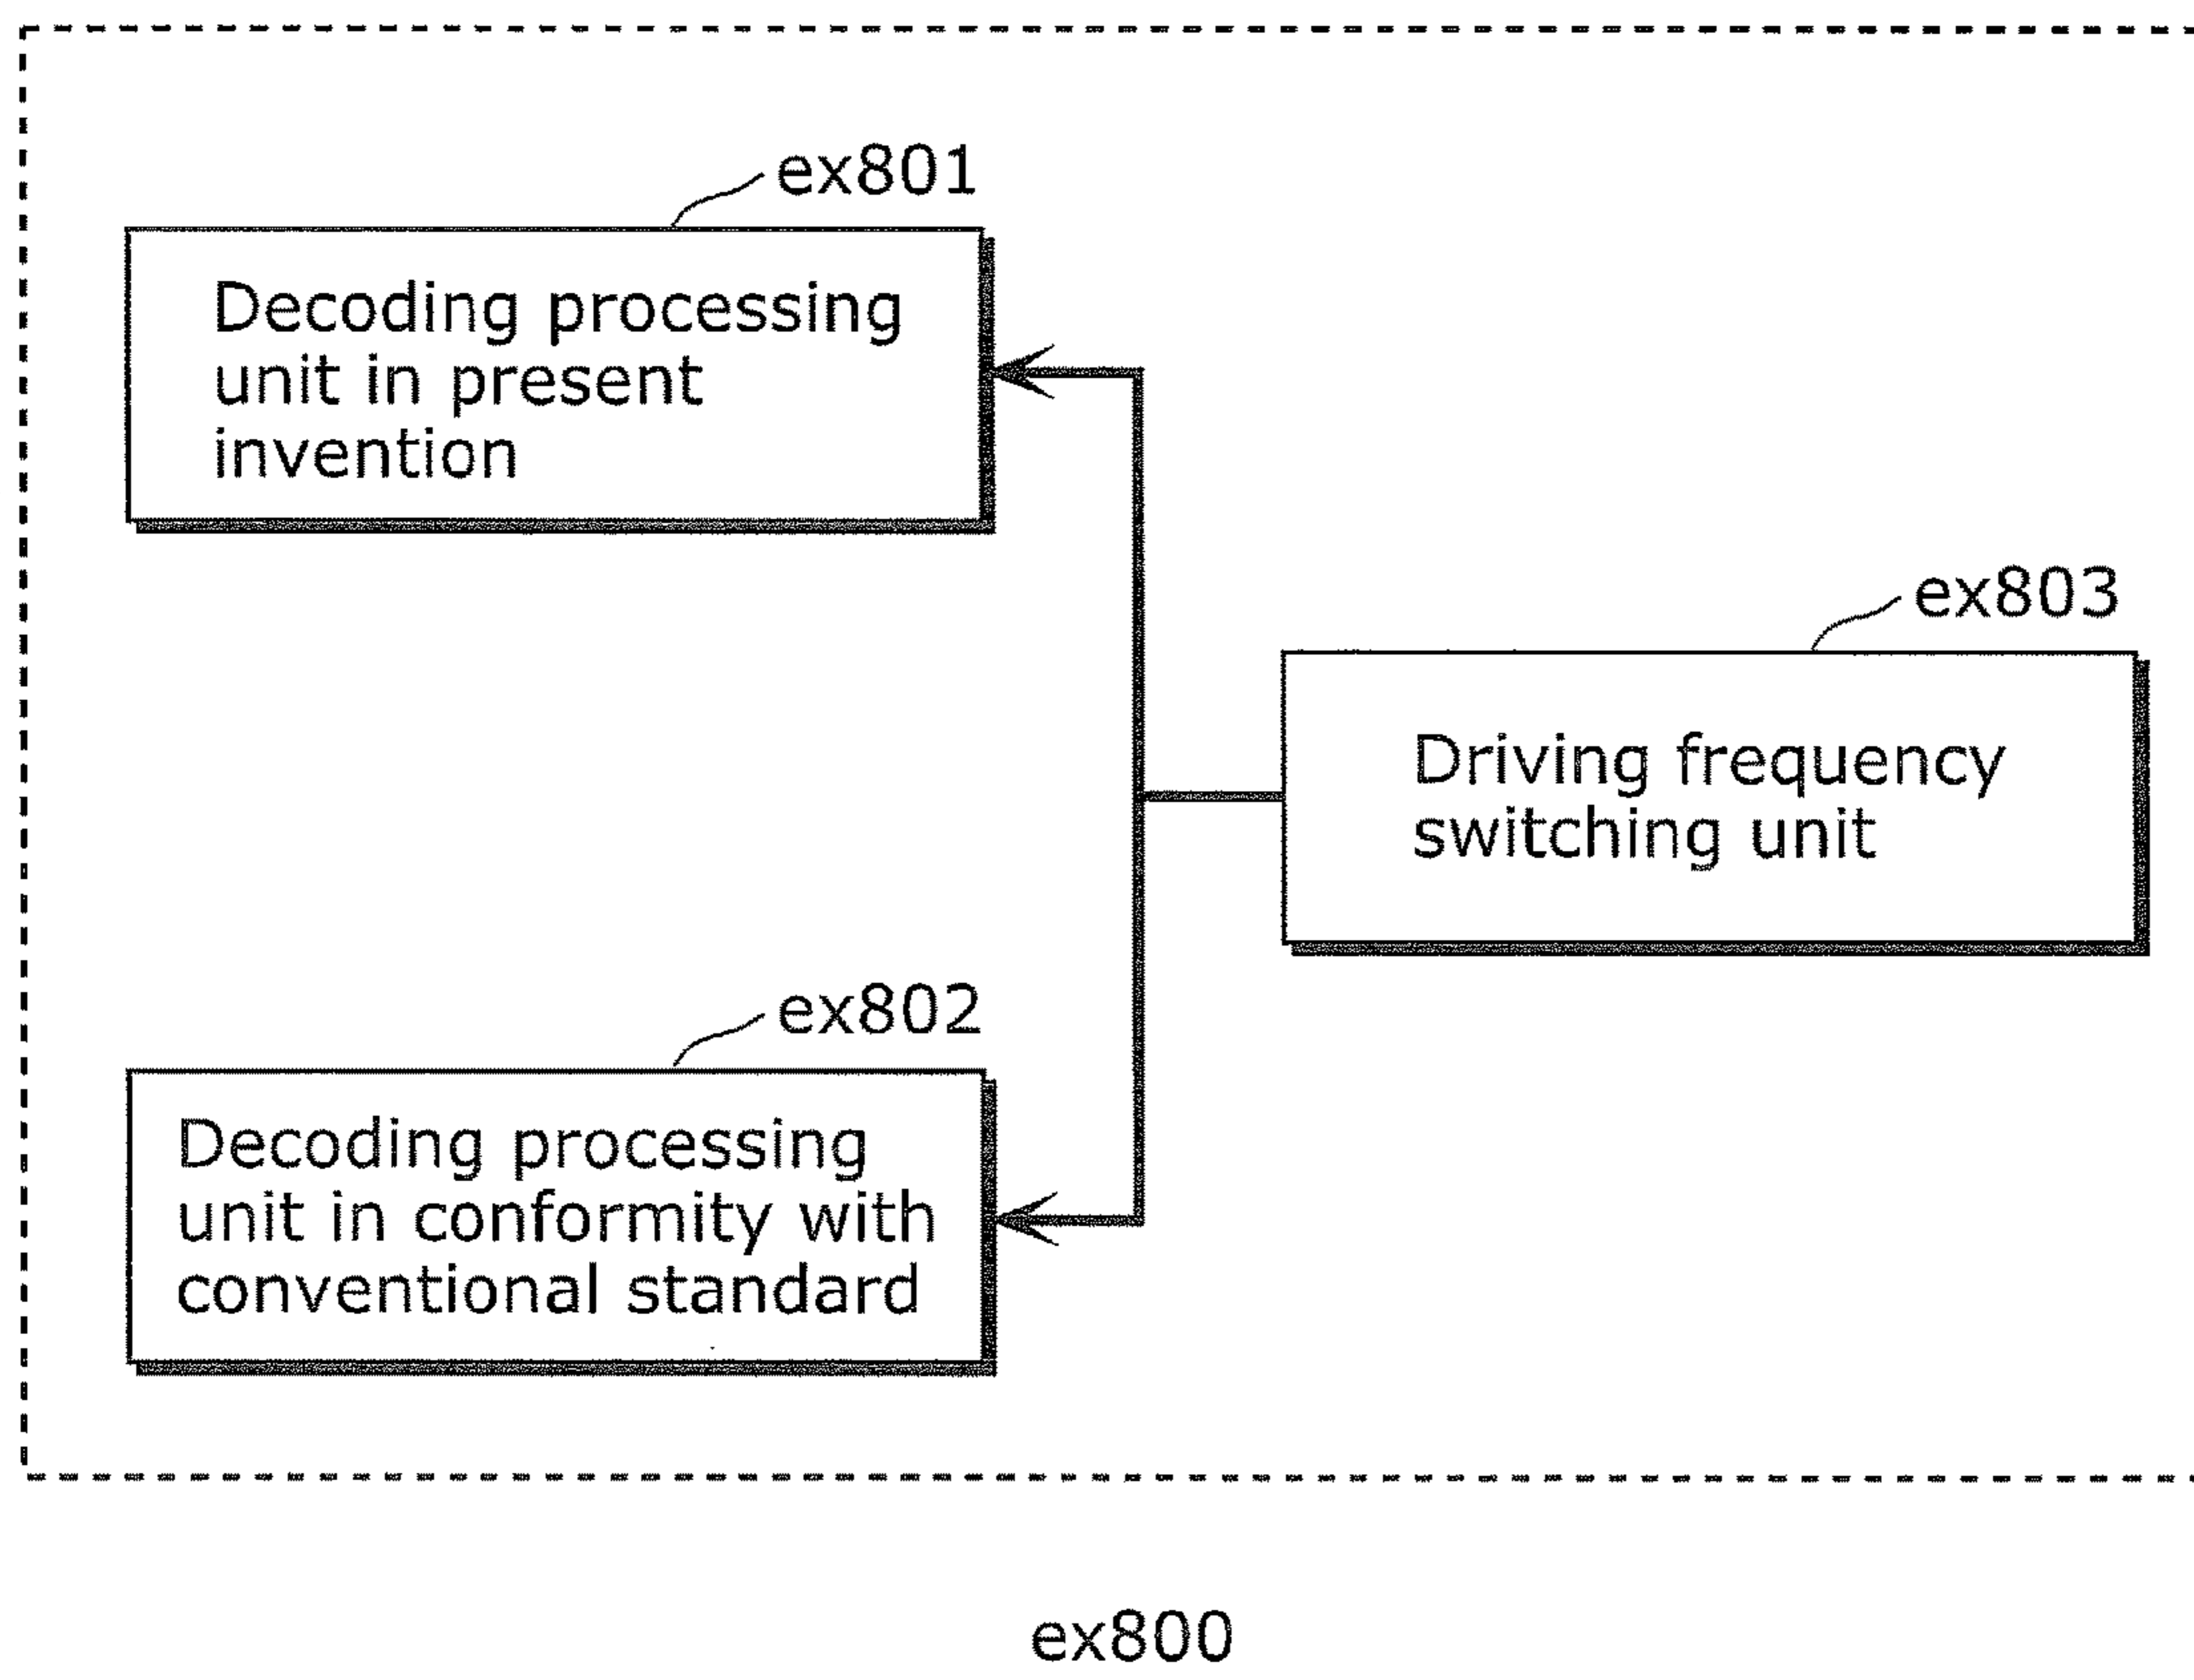 ex801
Decoding processing
unit in present
invention
ex803
Driving frequency
switching unit
ex802
Decoding processing
unit in conformity with
conventional standard
ex800